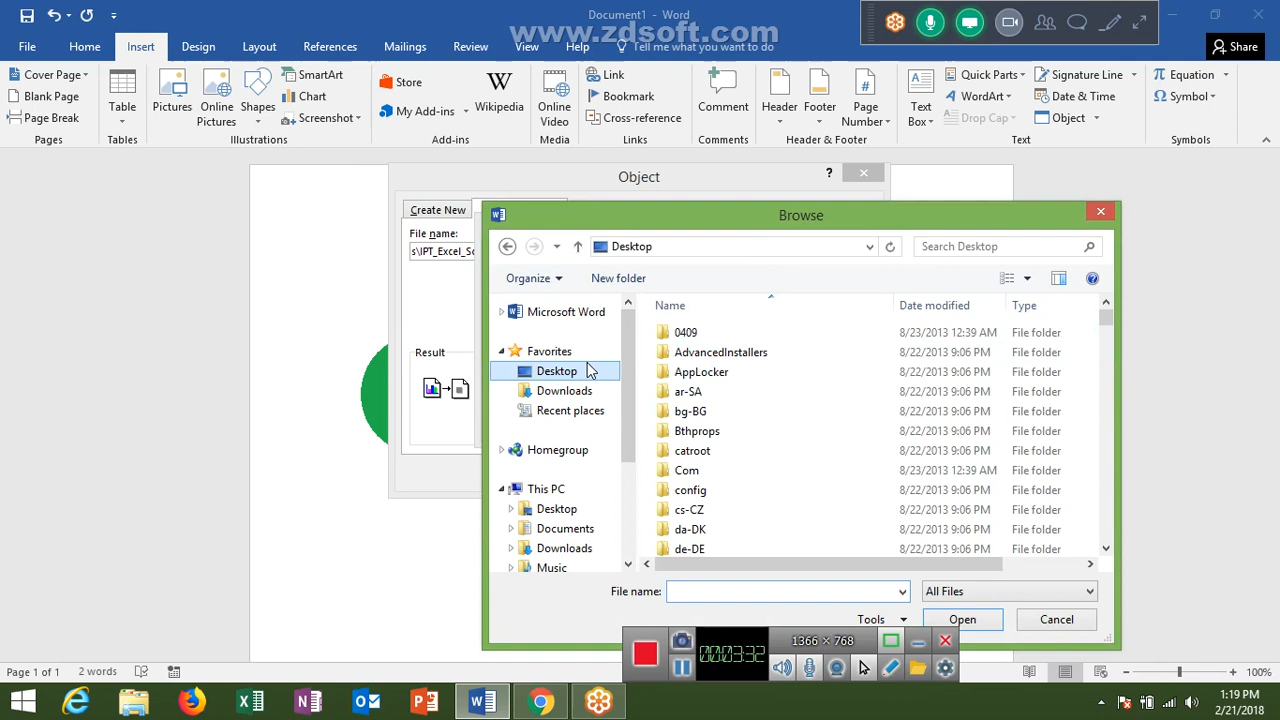 Document1 - Word
www.zdsoft.com
File Home Insert Design Layout References Mailings Review View Help Tell me what you want to do Share
Cover Page
Blank Page
Page Break
Pages
Table
Tables
Pictures
Online Pictures
Shapes
SmartArt
Chart
Screenshot
Illustrations
Store
My Add-ins
Wikipedia
Add-ins
Online Video
Media
Link
Bookmark
Cross-reference
Links
Comment
Comments
Header
Footer
Page Number
Header & Footer
Text Box
Quick Parts
WordArt
Drop Cap
Signature Line
Date & Time
Object
Text
Equation
Symbol
Symbols
Object
?
Create New
File name:
s\IPT_Excel_Sc
Result
Browse
Desktop
Search Desktop
Organize New folder
Microsoft Word
Favorites
Desktop
Downloads
Recent places
Homegroup
This PC
Desktop
Documents
Downloads
Music
Name Date modified Type
0409 8/23/2013 12:39 AM File folder
AdvancedInstallers 8/22/2013 9:06 PM File folder
AppLocker 8/22/2013 9:06 PM File folder
ar-SA 8/22/2013 9:06 PM File folder
bg-BG 8/22/2013 9:06 PM File folder
Bthprops 8/22/2013 9:06 PM File folder
catroot 8/22/2013 9:06 PM File folder
Com 8/23/2013 12:39 AM File folder
config 8/22/2013 9:06 PM File folder
cs-CZ 8/22/2013 9:06 PM File folder
da-DK 8/22/2013 9:06 PM File folder
de-DE 8/22/2013 9:06 PM File folder
File name: All Files
Tools Open Cancel
1366 × 768
00:03:32
Page 1 of 1 2 words
100%
1:19 PM
2/21/2018